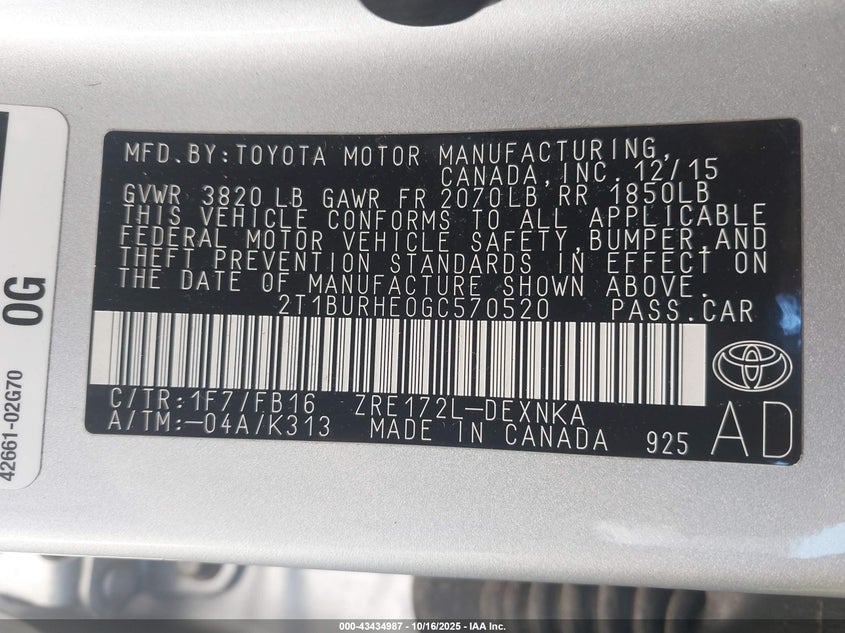 MFD.BY:TOYOTA MOTOR MANUFACTURING,
CANADA,INC. 12/15
GVWR 3820 LB GAWR FR 2070LB RR 1850LB
THIS VEHICLE CONFORMS TO ALL APPLICABLE
FEDERAL MOTOR VEHICLE SAFETY,BUMPER,AND
THEFT PREVENTION STANDARDS IN EFFECT ON
THE DATE OF MANUFACTURE SHOWN ABOVE.
2T1BURHE0GC570520 PASS.CAR
C/TR:1F7/FB16 ZRE172L-DEXNKA
A/TM:-04A/K313 MADE IN CANADA 925 AD
0G
42661-02G70
000-43434987 - 10/16/2025 - IAA Inc.